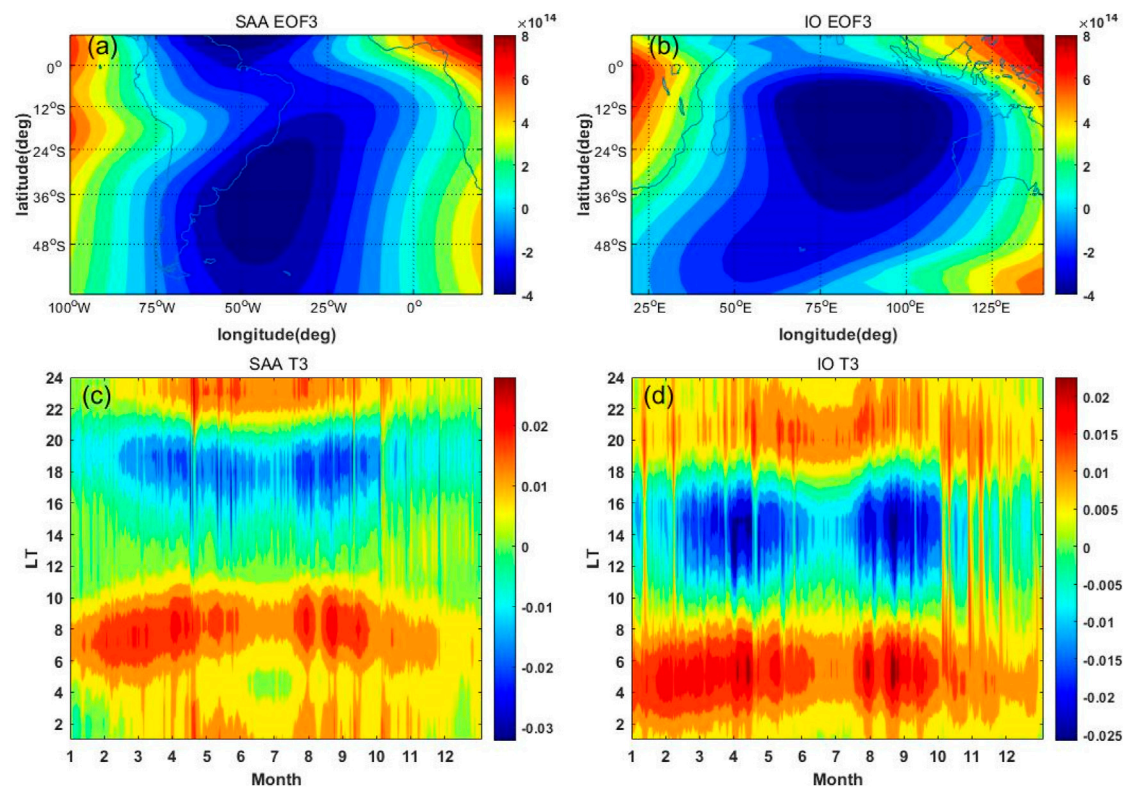 SAA EOF3
×10^14
(a)
8
6
4
2
0
-2
-4
0°
12°S
24°S
36°S
48°S
latitude(deg)
100°W
75°W
50°W
25°W
0°
longitude(deg)
IO EOF3
×10^14
(b)
8
6
4
2
0
-2
-4
0°
12°S
24°S
36°S
48°S
latitude(deg)
25°E
50°E
75°E
100°E
125°E
longitude(deg)
SAA T3
(c)
24
22
20
18
16
14
12
10
8
6
4
2
LT
1 2 3 4 5 6 7 8 9 10 11 12
Month
0.02
0.01
0
-0.01
-0.02
-0.03
IO T3
(d)
24
22
20
18
16
14
12
10
8
6
4
2
LT
1 2 3 4 5 6 7 8 9 10 11 12
Month
0.02
0.015
0.01
0.005
0
-0.005
-0.01
-0.015
-0.02
-0.025